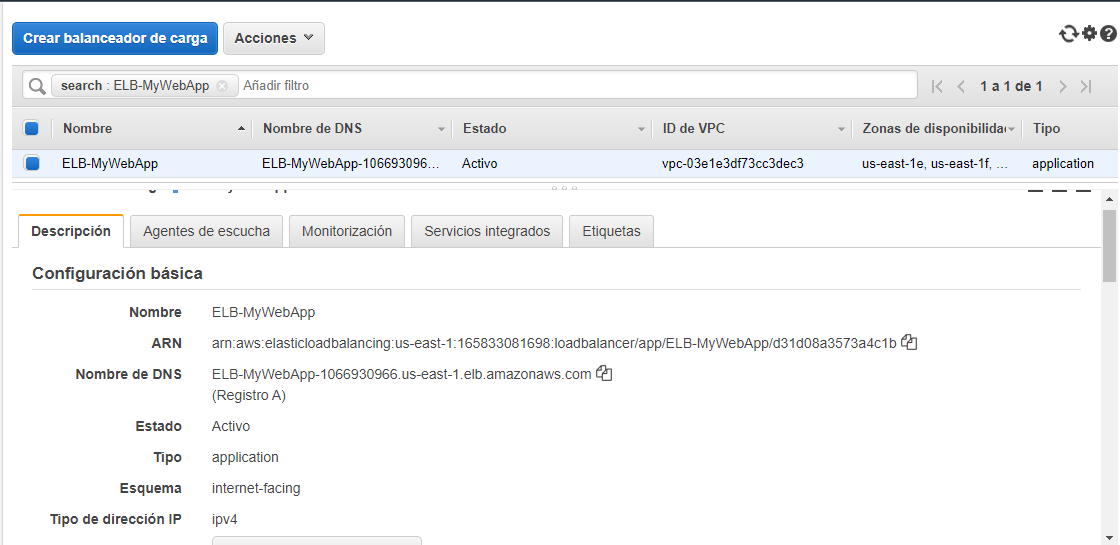 Crear balanceador de carga Acciones
search : ELB-MyWebApp Añadir filtro 1 a 1 de 1
Nombre Nombre de DNS Estado ID de VPC Zonas de disponibilida Tipo
ELB-MyWebApp ELB-MyWebApp-106693096... Activo vpc-03e1e3df73cc3dec3 us-east-1e, us-east-1f, ... application
Descripción Agentes de escucha Monitorización Servicios integrados Etiquetas
Configuración básica
Nombre ELB-MyWebApp
ARN arn:aws:elasticloadbalancing:us-east-1:165833081698:loadbalancer/app/ELB-MyWebApp/d31d08a3573a4c1b
Nombre de DNS ELB-MyWebApp-1066930966.us-east-1.elb.amazonaws.com
(Registro A)
Estado Activo
Tipo application
Esquema internet-facing
Tipo de dirección IP ipv4